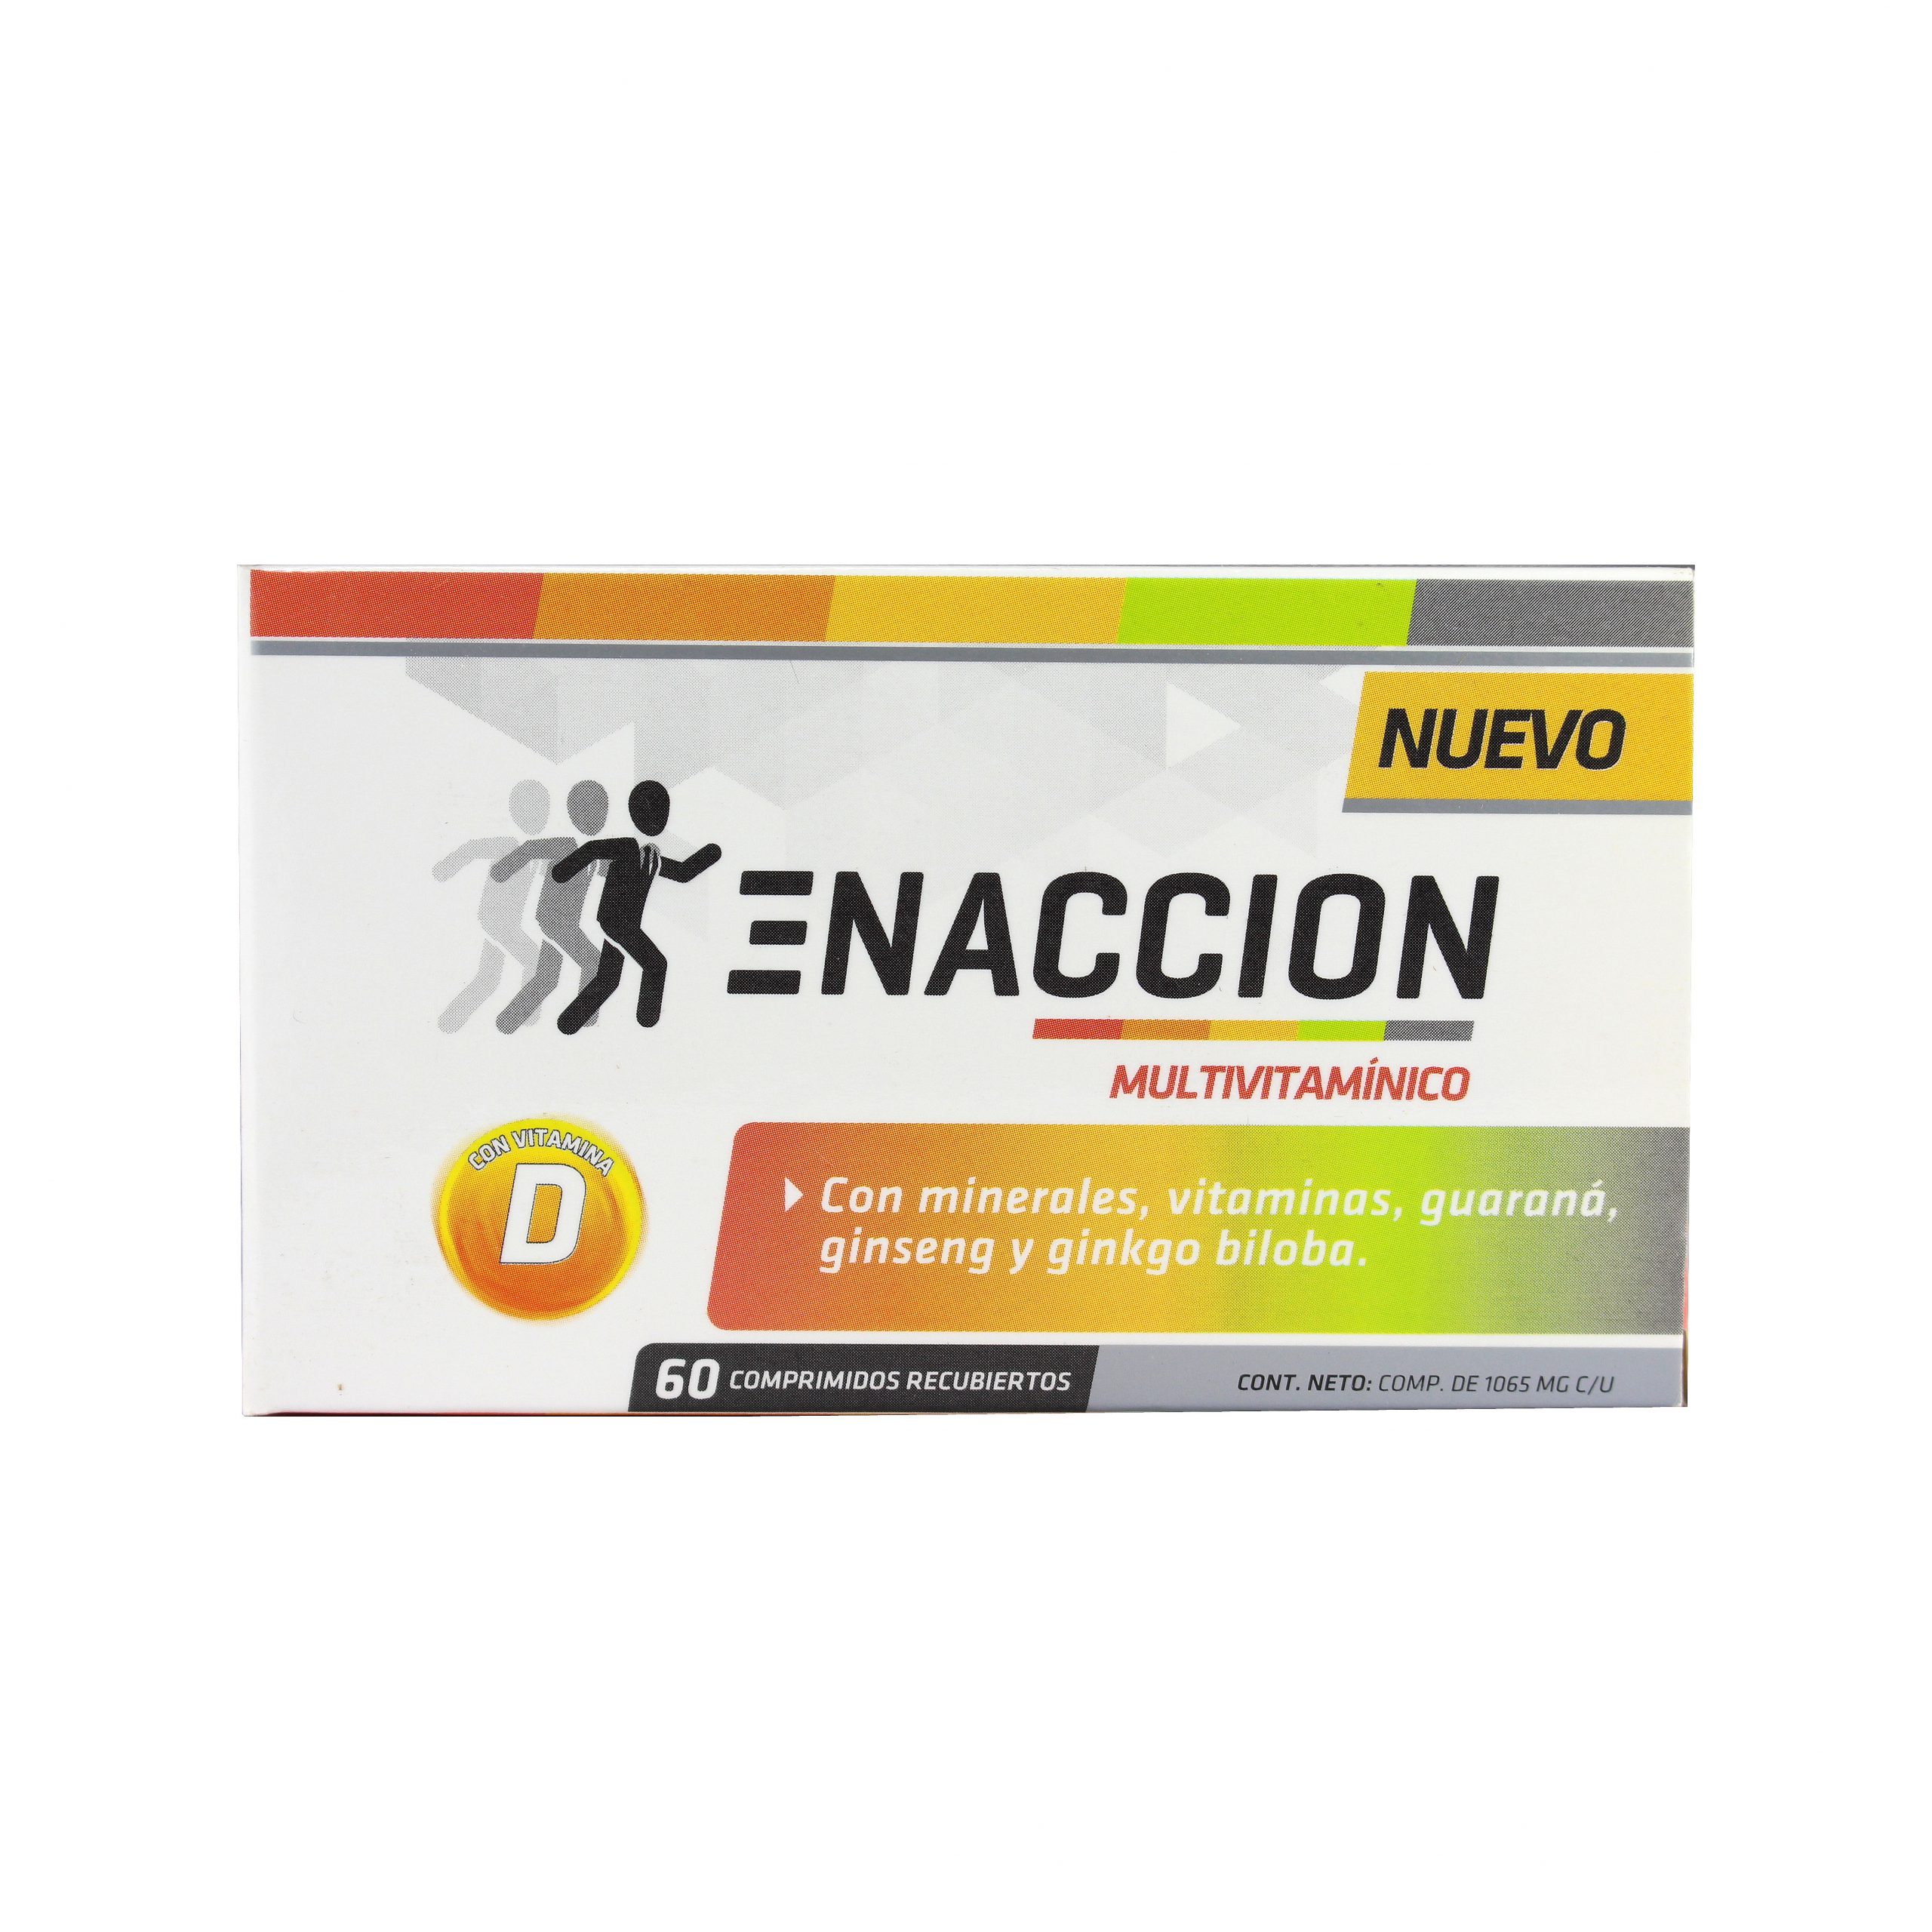 NUEVO
ENACCION
MULTIVITAMÍNICO
CON VITAMINA
D
Con minerales, vitaminas, guaraná,
ginseng y ginkgo biloba.
60 COMPRIMIDOS RECUBIERTOS
CONT. NETO: COMP. DE 1065 MG C/U